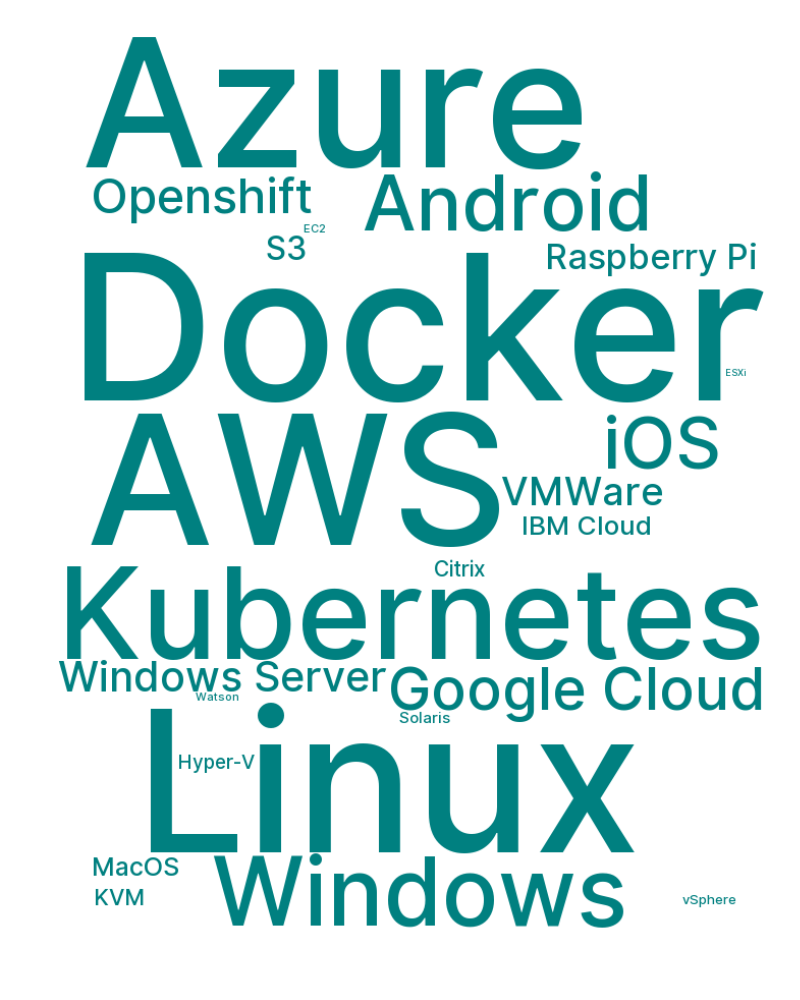 Azure
Openshift
Android
EC2
S3
Raspberry Pi
Docker
ESXi
AWS
iOS
VMWare
IBM Cloud
Citrix
Kubernetes
Windows Server
Google Cloud
Watson
Solaris
Linux
Hyper-V
MacOS
Windows
KVM
vSphere